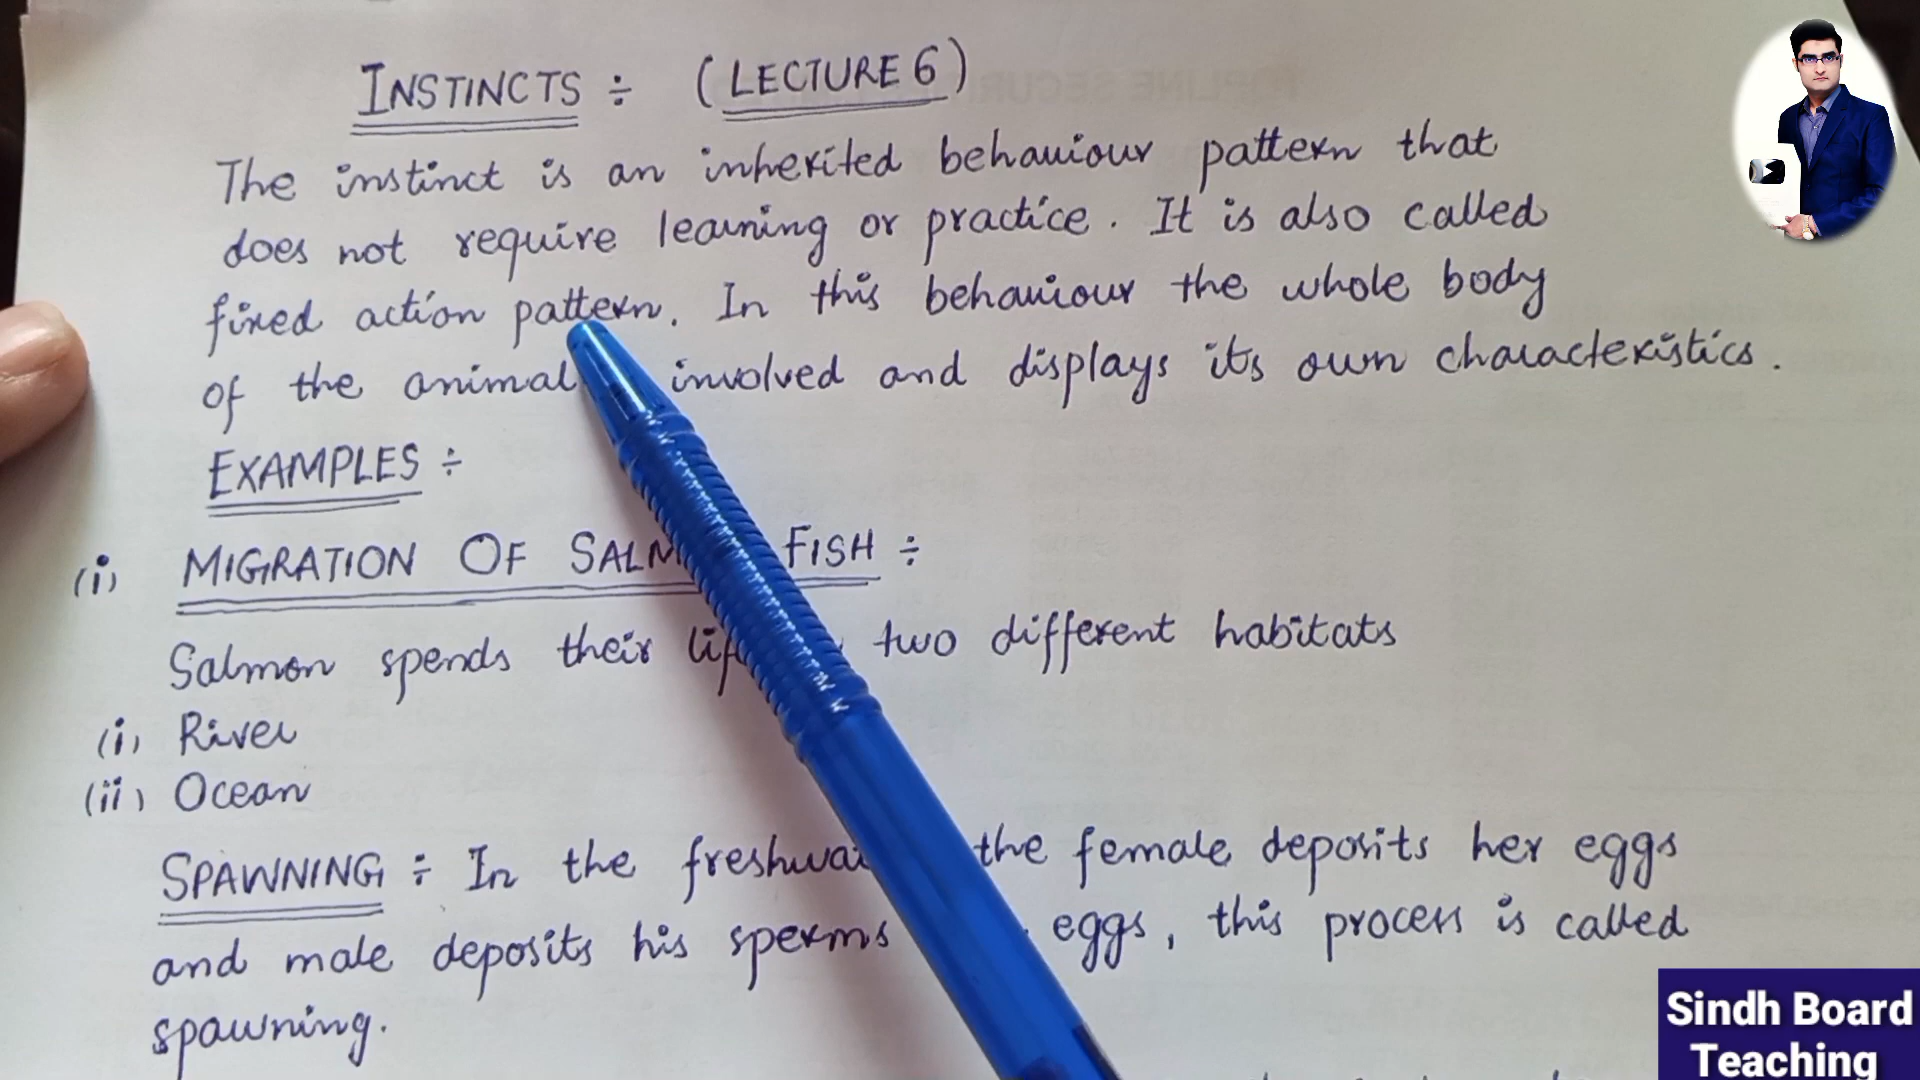 INSTINCTS ÷ (LECTURE 6)
The instinct is an inherited behaviour pattern that
does not require learning or practice. It is also called
fixed action pattern. In this behaviour the whole body
of the animal involved and displays its own characteristics.
EXAMPLES ÷
(i) MIGRATION OF SALM FISH ÷
Salmon spends their two different habitats
(i) River
(ii) Ocean
SPAWNING ÷ In the the female deposits her eggs
and male deposits his sperms eggs, this process is called
spawning.
Sindh Board
Teaching